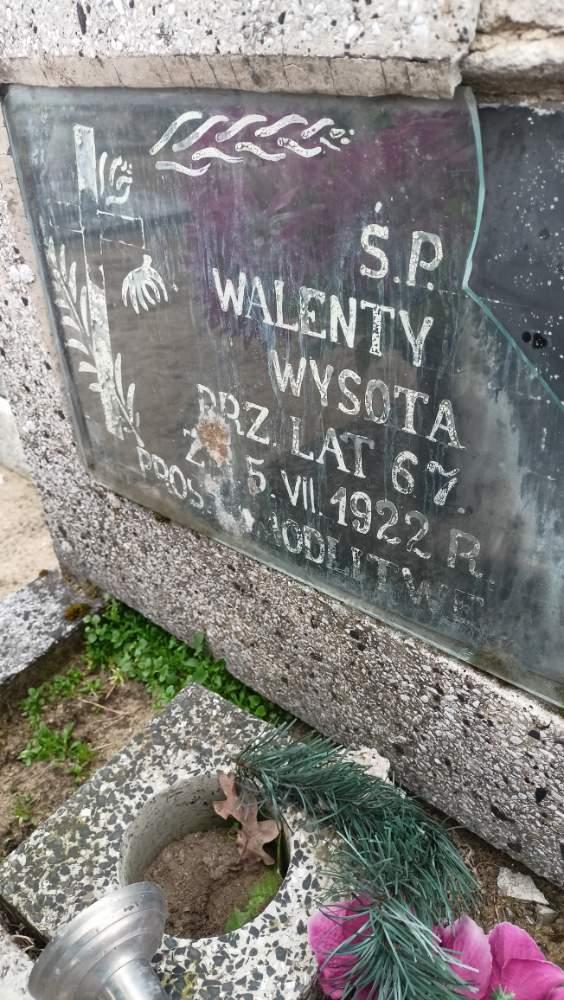 Ś.P.
WALENTY
WYSOTA
PRZ. LAT 67.
5.VII.1922 R.